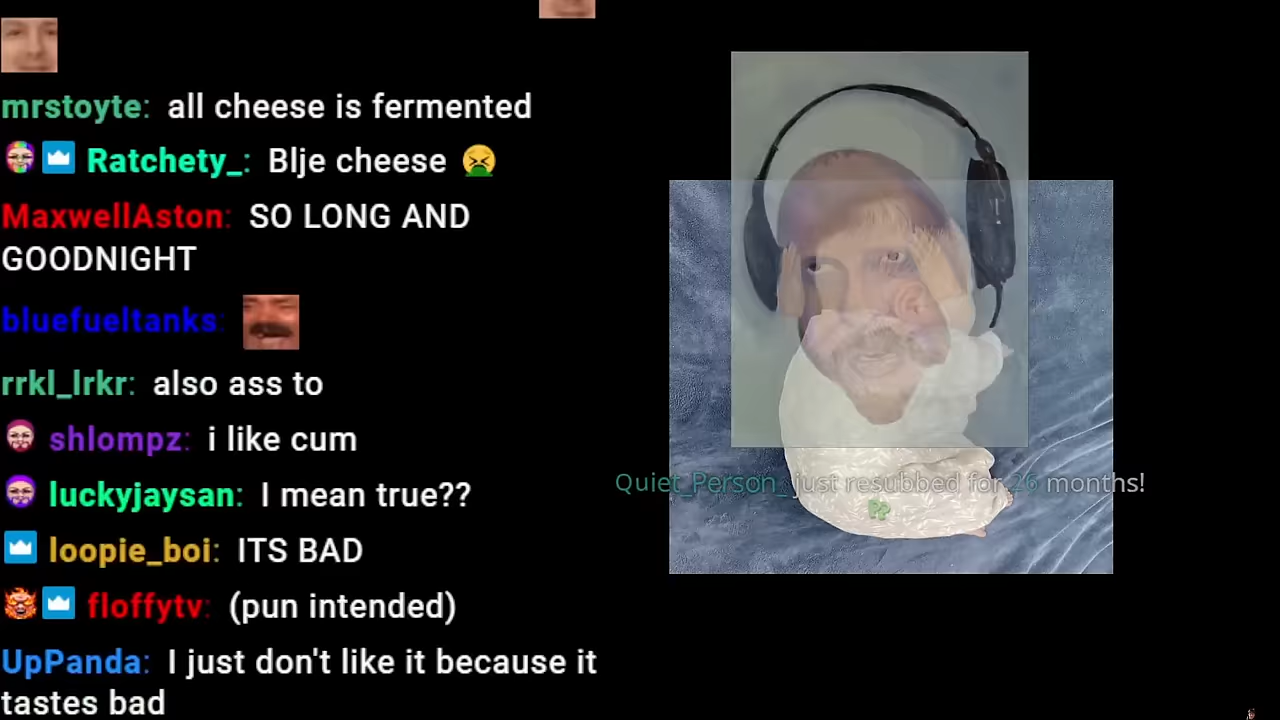 mrstoyte: all cheese is fermented
Ratchety_: Blje cheese 🤮
MaxwellAston: SO LONG AND
GOODNIGHT
bluefueltanks:
rrkl_lrkr: also ass to
shlompz: i like cum
luckyjaysan: I mean true??
loopie_boi: ITS BAD
floffytv: (pun intended)
UpPanda: I just don't like it because it
tastes bad
Quiet_Person_ just resubbed for 26 months!